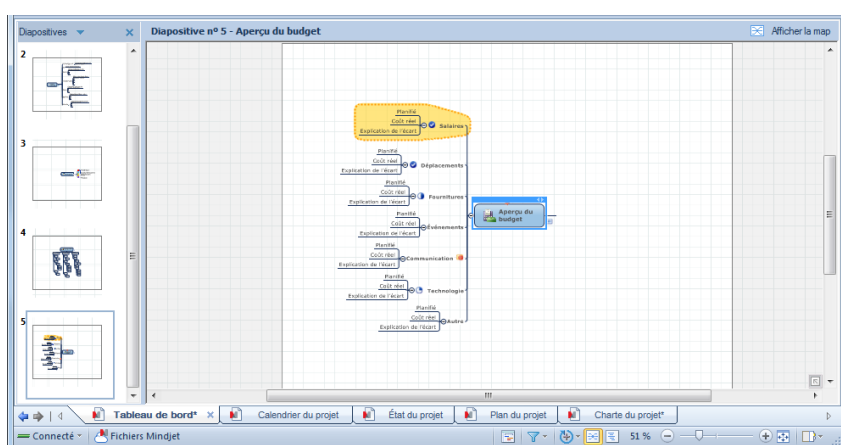 Diapositives
Diapositive nº 5 - Aperçu du budget
Afficher la map
2
3
4
5
Planifié
Coût réel
Explication de l'écart
Salaires
Planifié
Coût réel
Explication de l'écart
Déplacements
Planifié
Coût réel
Explication de l'écart
Fournitures
Planifié
Coût réel
Explication de l'écart
Événements
Planifié
Coût réel
Explication de l'écart
Communication
Planifié
Coût réel
Explication de l'écart
Technologie
Planifié
Coût réel
Explication de l'écart
Autre
Aperçu du
budget
Tableau de bord*
Calendrier du projet
État du projet
Plan du projet
Charte du projet*
Connecté
Fichiers Mindjet
51 %